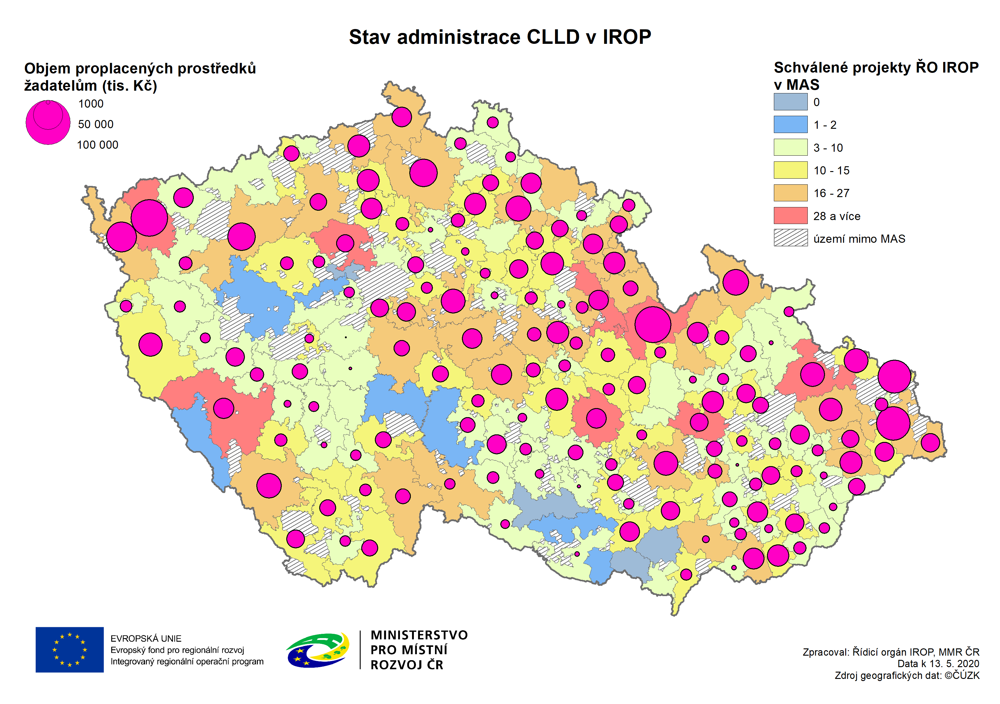 Stav administrace CLLD v IROP
Objem proplacených prostředků
žadatelům (tis. Kč)
1000
50 000
100 000
Schválené projekty ŘO IROP
v MAS
0
1 - 2
3 - 10
10 - 15
16 - 27
28 a více
území mimo MAS
EVROPSKÁ UNIE
Evropský fond pro regionální rozvoj
Integrovaný regionální operační program
MINISTERSTVO
PRO MÍSTNÍ
ROZVOJ ČR
Zpracoval: Řídicí orgán IROP, MMR ČR
Data k 13. 5. 2020
Zdroj geografických dat: ©ČÚZK